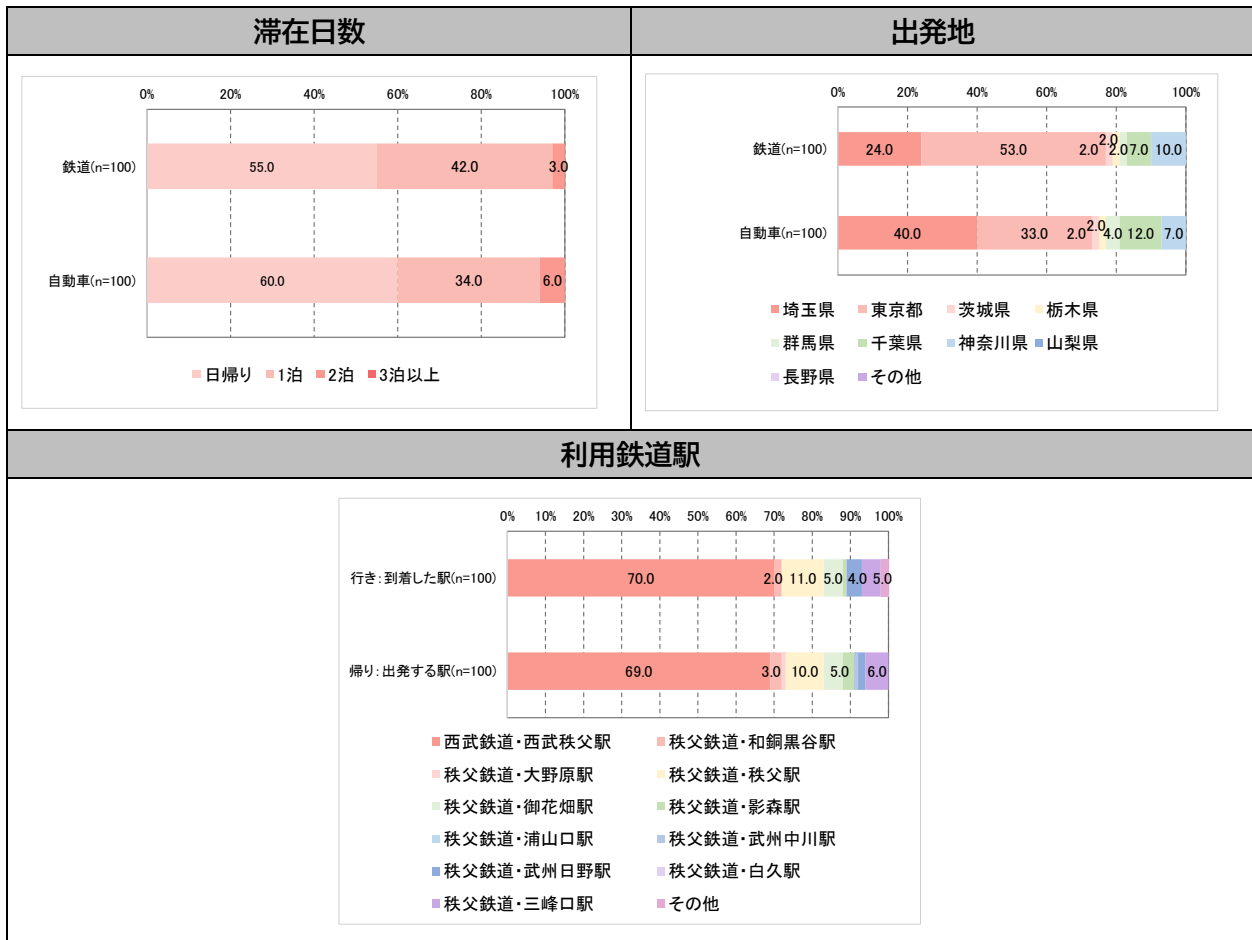 滞在日数
出発地
0% 20% 40% 60% 80% 100%
鉄道(n=100) 55.0 42.0 3.0
自動車(n=100) 60.0 34.0 6.0
■日帰り ■1泊 ■2泊 ■3泊以上
0% 20% 40% 60% 80% 100%
鉄道(n=100) 24.0 53.0 2.0 2.0 2.0 7.0 10.0
自動車(n=100) 40.0 33.0 2.0 2.0 4.0 12.0 7.0
■埼玉県 ■東京都 ■茨城県 ■栃木県
■群馬県 ■千葉県 ■神奈川県 ■山梨県
■長野県 ■その他
利用鉄道駅
0% 10% 20% 30% 40% 50% 60% 70% 80% 90% 100%
行き:到着した駅(n=100) 70.0 2.0 11.0 5.0 4.0 5.0
帰り:出発する駅(n=100) 69.0 3.0 10.0 5.0 6.0
■西武鉄道・西武秩父駅 ■秩父鉄道・和銅黒谷駅
■秩父鉄道・大野原駅 ■秩父鉄道・秩父駅
■秩父鉄道・御花畑駅 ■秩父鉄道・影森駅
■秩父鉄道・浦山口駅 ■秩父鉄道・武州中川駅
■秩父鉄道・武州日野駅 ■秩父鉄道・白久駅
■秩父鉄道・三峰口駅 ■その他